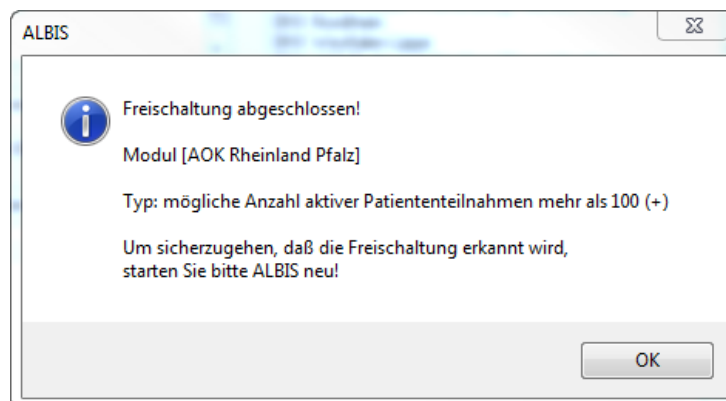 ALBIS
Freischaltung abgeschlossen!
Modul [AOK Rheinland Pfalz]
Typ: mögliche Anzahl aktiver Patiententeilnahmen mehr als 100 (+)
Um sicherzugehen, daß die Freischaltung erkannt wird,
starten Sie bitte ALBIS neu!
OK